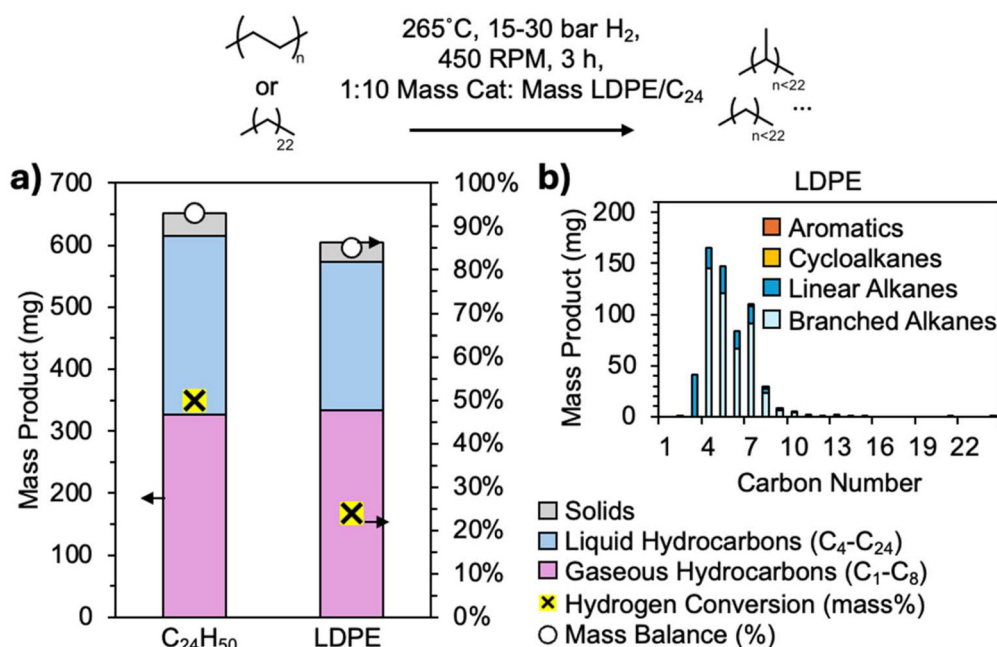 265˚C, 15-30 bar H₂,
450 RPM, 3 h,
1:10 Mass Cat: Mass LDPE/C₂₄
n
or
22
n<22
n<22
...
a)
700
600
500
400
300
200
100
0
Mass Product (mg)
100%
90%
80%
70%
60%
50%
40%
30%
20%
10%
0%
C₂₄H₅₀
LDPE
b)
LDPE
200
150
100
50
0
Mass Product (mg)
Aromatics
Cycloalkanes
Linear Alkanes
Branched Alkanes
1 4 7 10 13 16 19 22
Carbon Number
Solids
Liquid Hydrocarbons (C₄-C₂₄)
Gaseous Hydrocarbons (C₁-C₈)
Hydrogen Conversion (mass%)
Mass Balance (%)